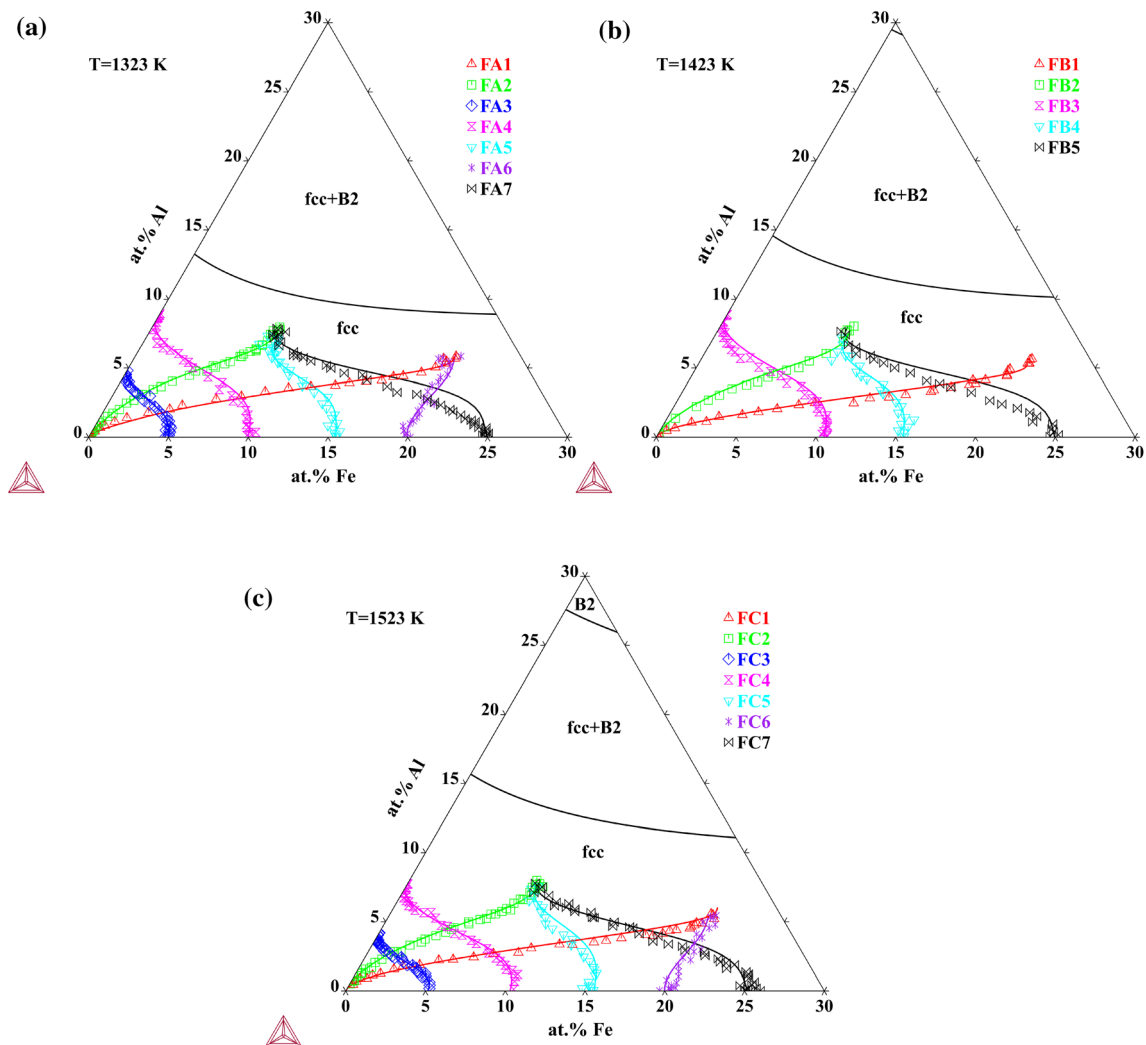 (a)
T=1323 K
30
25
20
15
10
5
0
at.% Al
fcc+B2
fcc
FA1
FA2
FA3
FA4
FA5
FA6
FA7
0 5 10 15 20 25 30
at.% Fe
(b)
T=1423 K
30
25
20
15
10
5
0
at.% Al
fcc+B2
fcc
FB1
FB2
FB3
FB4
FB5
0 5 10 15 20 25 30
at.% Fe
(c)
T=1523 K
30
25
20
15
10
5
0
at.% Al
B2
fcc+B2
fcc
FC1
FC2
FC3
FC4
FC5
FC6
FC7
0 5 10 15 20 25 30
at.% Fe